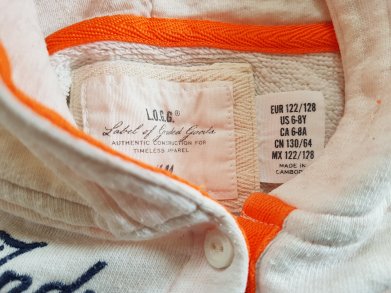 L.O.G.G.®
Label of Graded Goods
AUTHENTIC CONSTRUCTION FOR
TIMELESS APPAREL
EUR 122/128
US 6-8Y
CA 6-8A
CN 130/64
MX 122/128
MADE IN